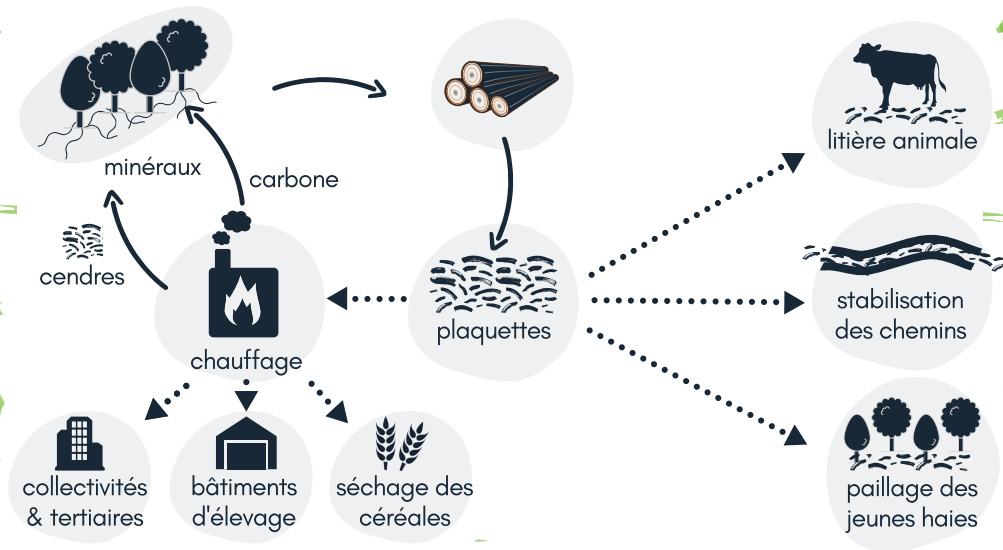 minéraux
carbone
cendres
chauffage
plaquettes
litière animale
stabilisation
des chemins
paillage des
jeunes haies
collectivités
& tertiaires
bâtiments
d'élevage
séchage des
céréales